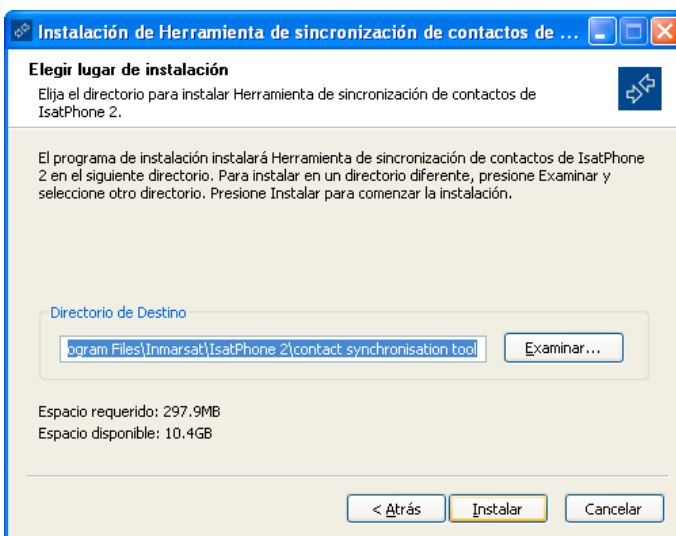 Instalación de Herramienta de sincronización de contactos de ...
Elegir lugar de instalación
Elija el directorio para instalar Herramienta de sincronización de contactos de
IsatPhone 2.
El programa de instalación instalará Herramienta de sincronización de contactos de IsatPhone
2 en el siguiente directorio. Para instalar en un directorio diferente, presione Examinar y
seleccione otro directorio. Presione Instalar para comenzar la instalación.
Directorio de Destino
ogram Files\Inmarsat\IsatPhone 2\contact synchronisation tool
Examinar...
Espacio requerido: 297.9MB
Espacio disponible: 10.4GB
< Atrás
Instalar
Cancelar